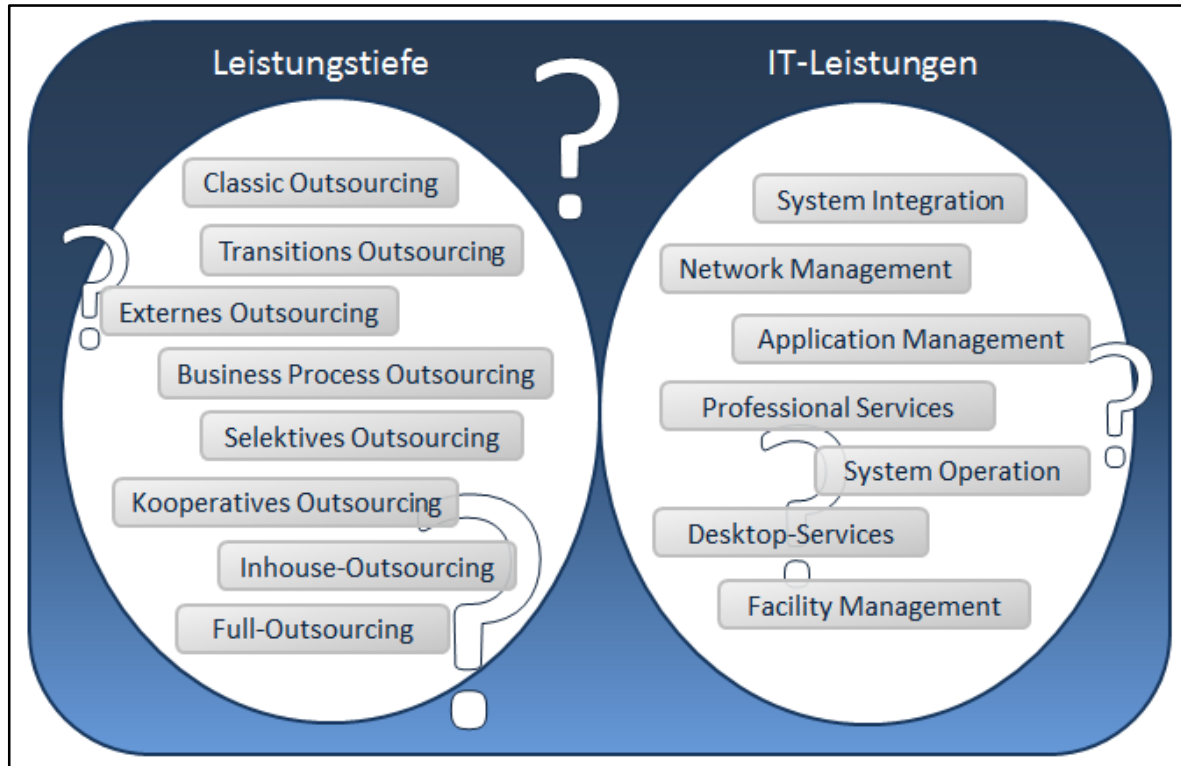 Leistungstiefe
?
IT-Leistungen
Classic Outsourcing
Transitions Outsourcing
?
Externes Outsourcing
Business Process Outsourcing
Selektives Outsourcing
Kooperatives Outsourcing
?
Inhouse-Outsourcing
Full-Outsourcing
System Integration
Network Management
Application Management
?
Professional Services
?
System Operation
Desktop-Services
Facility Management